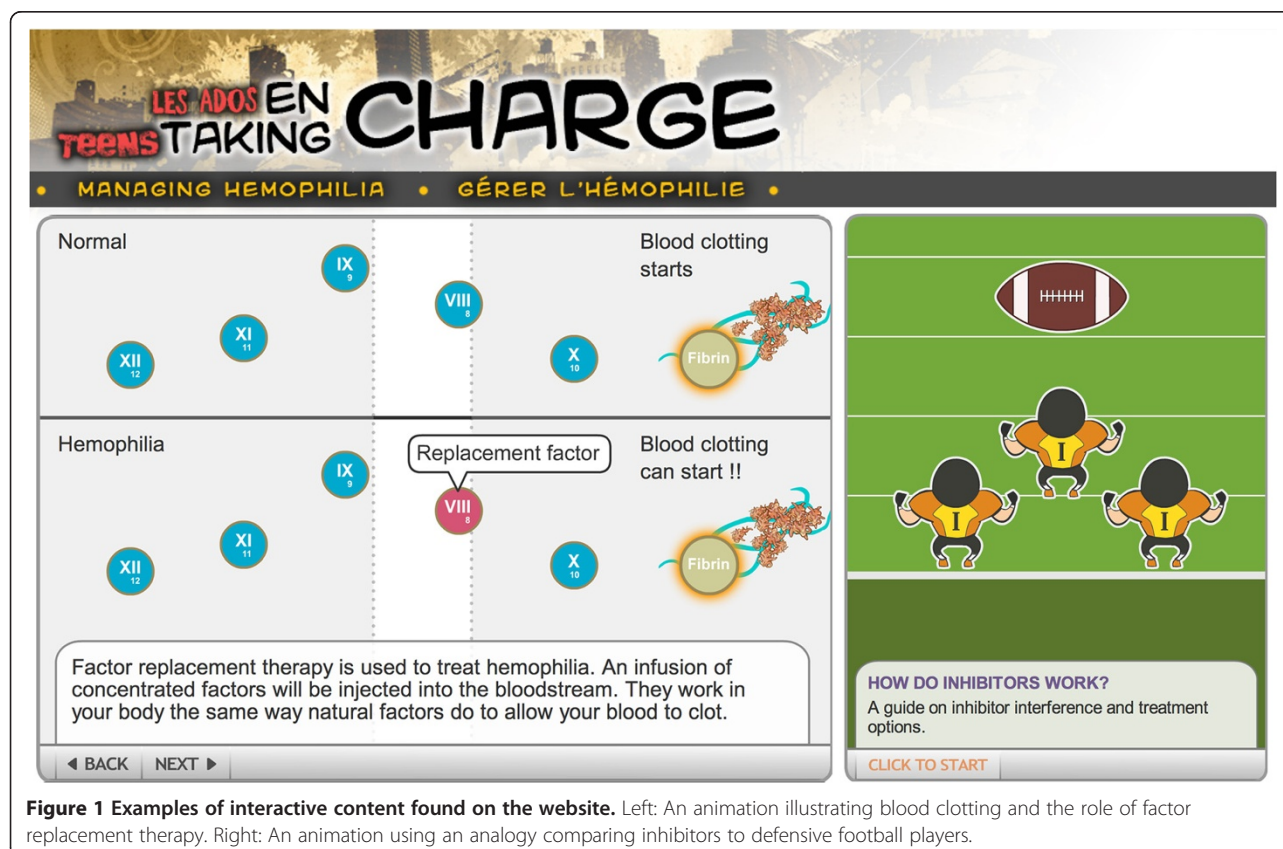 LES ADOS EN
TEENS TAKING
CHARGE
• MANAGING HEMOPHILIA • GÉRER L'HÉMOPHILIE •
Normal
XII
12
XI
11
IX
9
VIII
8
X
10
Blood clotting
starts
Fibrin
Hemophilia
XII
12
XI
11
IX
9
Replacement factor
VIII
8
X
10
Blood clotting
can start !!
Fibrin
Factor replacement therapy is used to treat hemophilia. An infusion of
concentrated factors will be injected into the bloodstream. They work in
your body the same way natural factors do to allow your blood to clot.
BACK
NEXT
I
I
I
HOW DO INHIBITORS WORK?
A guide on inhibitor interference and treatment
options.
CLICK TO START
Figure 1 Examples of interactive content found on the website. Left: An animation illustrating blood clotting and the role of factor
replacement therapy. Right: An animation using an analogy comparing inhibitors to defensive football players.